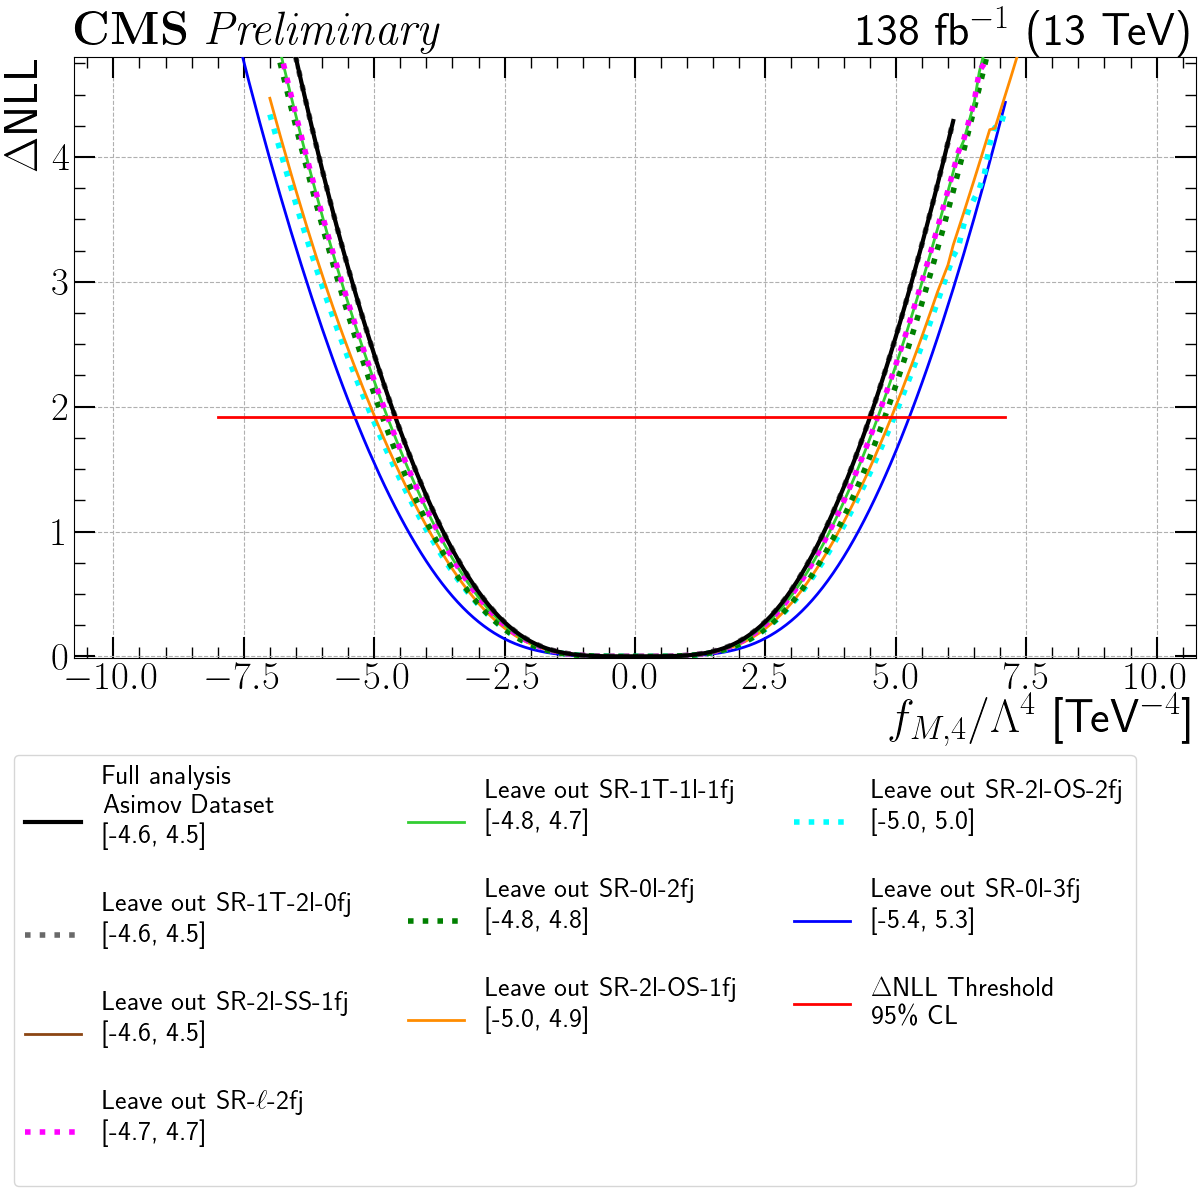 CMS Preliminary 138 fb⁻¹ (13 TeV)
ΔNLL
4
3
2
1
0
−10.0 −7.5 −5.0 −2.5 0.0 2.5 5.0 7.5 10.0
f_{M,4}/Λ⁴ [TeV⁻⁴]
Full analysis
Asimov Dataset
[-4.6, 4.5]
Leave out SR-1T-2l-0fj
[-4.6, 4.5]
Leave out SR-2l-SS-1fj
[-4.6, 4.5]
Leave out SR-ℓ-2fj
[-4.7, 4.7]
Leave out SR-1T-1l-1fj
[-4.8, 4.7]
Leave out SR-0l-2fj
[-4.8, 4.8]
Leave out SR-2l-OS-1fj
[-5.0, 4.9]
Leave out SR-2l-OS-2fj
[-5.0, 5.0]
Leave out SR-0l-3fj
[-5.4, 5.3]
ΔNLL Threshold
95% CL